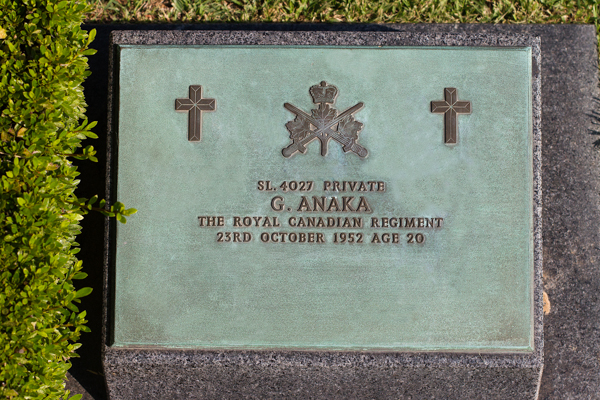 SL. 4027 PRIVATE
G. ANAKA
THE ROYAL CANADIAN REGIMENT
23RD OCTOBER 1952 AGE 20